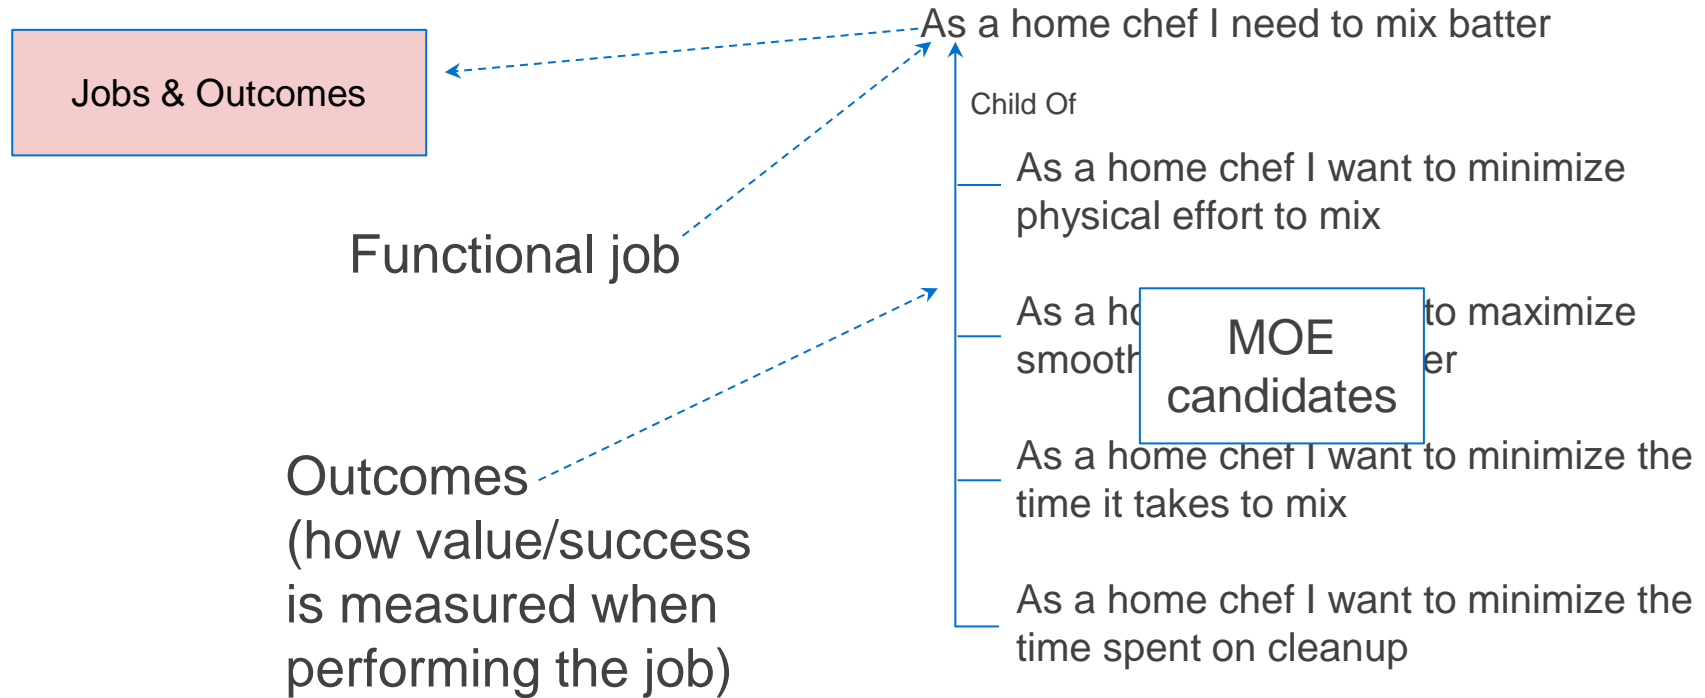 As a home chef I need to mix batter
Jobs & Outcomes
Child Of
As a home chef I want to minimize
physical effort to mix
Functional job
As a to maximize
MOE
candidates
As a home chef I want to minimize the
time it takes to mix
Outcomes
(how value/success
is measured when
performing the job)
As a home chef I want to minimize the
time spent on cleanup